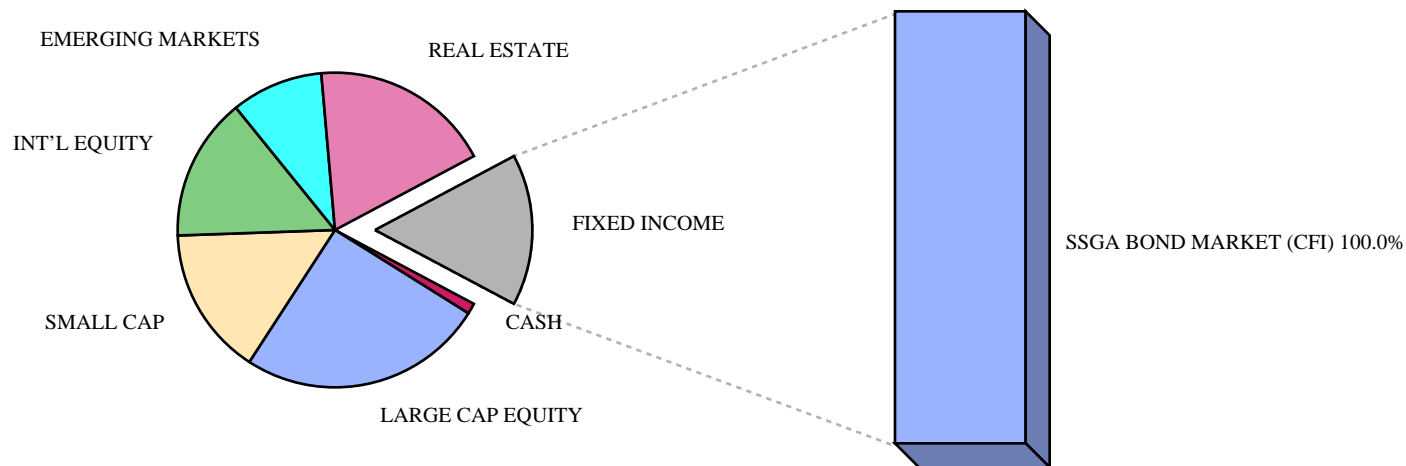 EMERGING MARKETS
REAL ESTATE
INT'L EQUITY
FIXED INCOME
SSGA BOND MARKET (CFI) 100.0%
SMALL CAP
CASH
LARGE CAP EQUITY